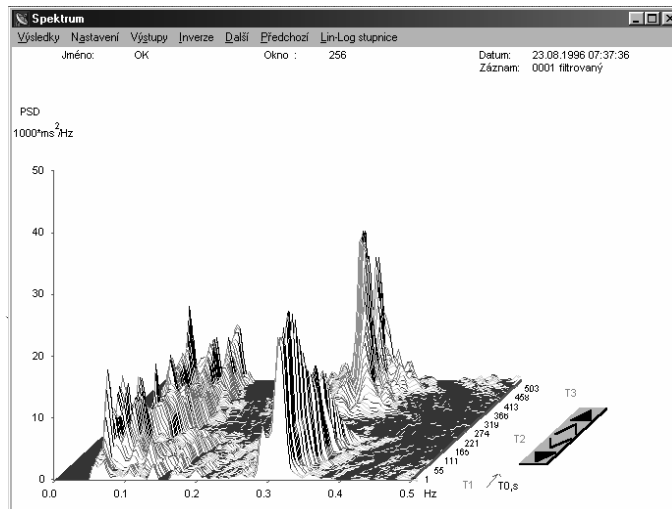 Spektrum
Výsledky Nastavení Výstupy Inverze Další Předchozí Lin-Log stupnice
Jméno: OK Okno : 256 Datum: 23.08.1996 07:37:36
Záznam: 0001 filtrovaný
PSD
1000*ms²/Hz
50
40
30
20
10
0
0.0 0.1 0.2 0.3 0.4 0.5 Hz
1
55
111
165
221
274
319
366
413
458
503
T1 T2 T3
T0,s